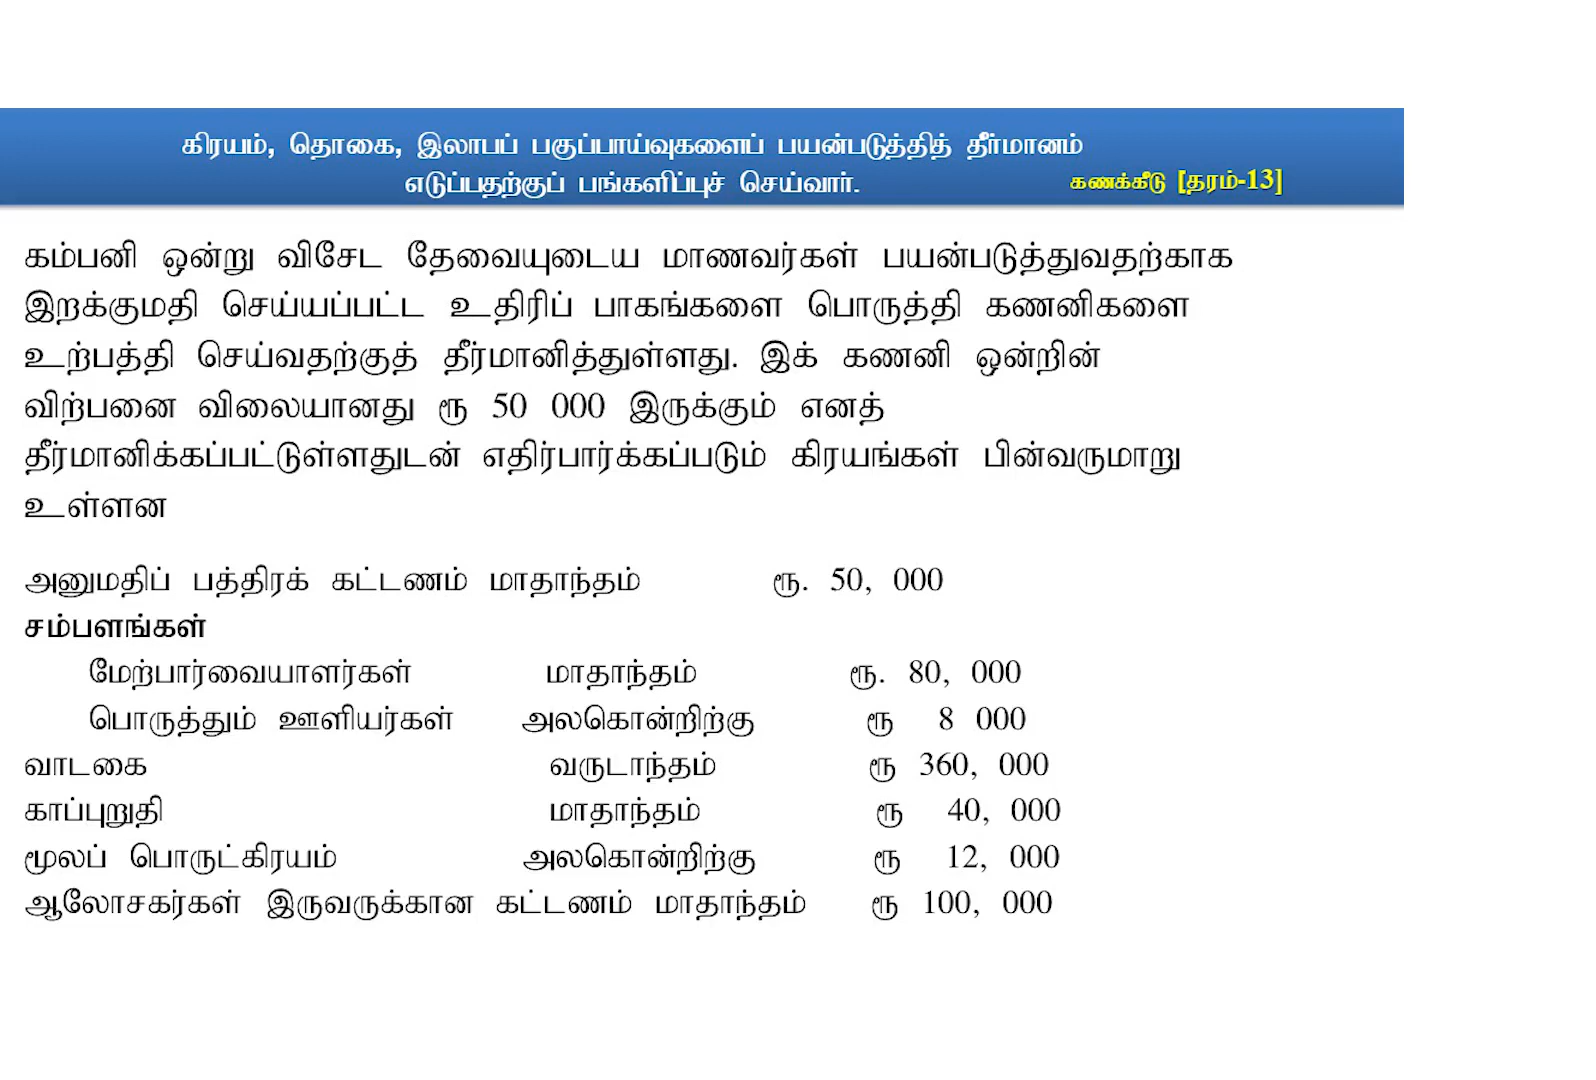 கிரயம், தொகை, இலாபப் பகுப்பாய்வுகளைப் பயன்படுத்தித் தீர்மானம்
எடுப்பதற்குப் பங்களிப்புச் செய்வார். கணக்கீடு [தரம்-13]
கம்பனி ஒன்று விசேட தேவையுடைய மாணவர்கள் பயன்படுத்துவதற்காக
இறக்குமதி செய்யப்பட்ட உதிரிப் பாகங்களை பொருத்தி கணனிகளை
உற்பத்தி செய்வதற்குத் தீர்மானித்துள்ளது. இக் கணனி ஒன்றின்
விற்பனை விலையானது ரூ 50 000 இருக்கும் எனத்
தீர்மானிக்கப்பட்டுள்ளதுடன் எதிர்பார்க்கப்படும் கிரயங்கள் பின்வருமாறு
உள்ளன
அனுமதிப் பத்திரக் கட்டணம் மாதாந்தம் ரூ. 50, 000
சம்பளங்கள்
மேற்பார்வையாளர்கள் மாதாந்தம் ரூ. 80, 000
பொருத்தும் ஊளியர்கள் அலகொன்றிற்கு ரூ 8 000
வாடகை வருடாந்தம் ரூ 360, 000
காப்புறுதி மாதாந்தம் ரூ 40, 000
மூலப் பொருட்கிரயம் அலகொன்றிற்கு ரூ 12, 000
ஆலோசகர்கள் இருவருக்கான கட்டணம் மாதாந்தம் ரூ 100, 000